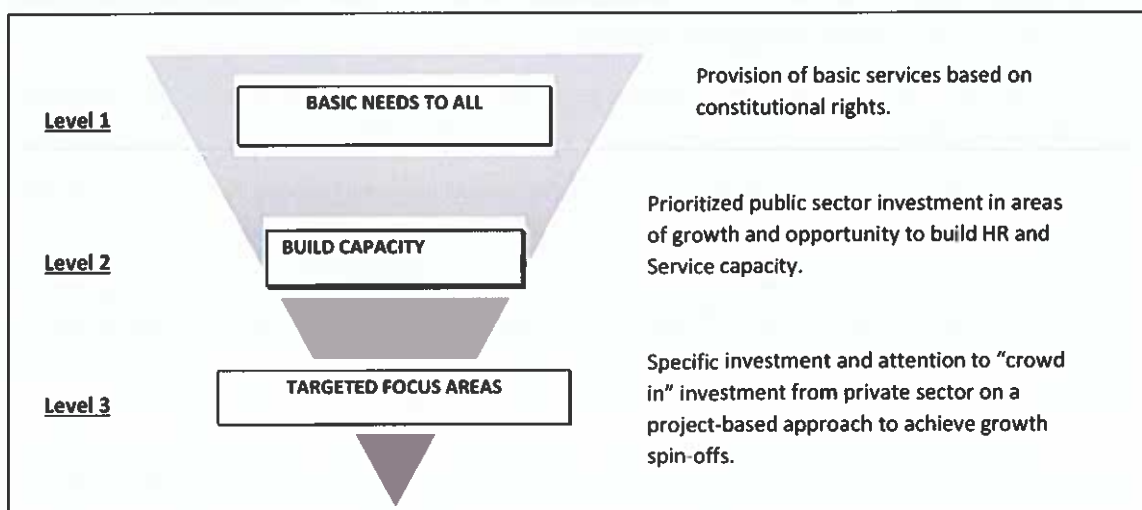 Level 1
BASIC NEEDS TO ALL
Provision of basic services based on
constitutional rights.
Level 2
BUILD CAPACITY
Prioritized public sector investment in areas
of growth and opportunity to build HR and
Service capacity.
Level 3
TARGETED FOCUS AREAS
Specific investment and attention to “crowd
in” investment from private sector on a
project-based approach to achieve growth
spin-offs.